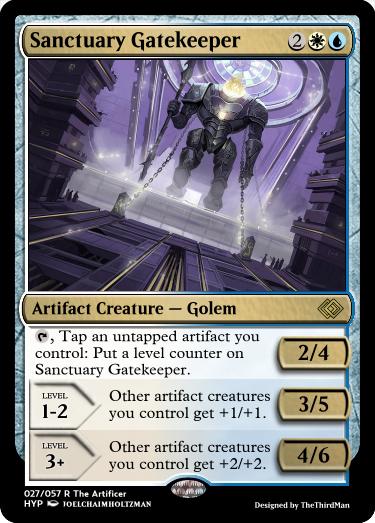 Sanctuary Gatekeeper 2
Artifact Creature — Golem
, Tap an untapped artifact you
control: Put a level counter on
Sanctuary Gatekeeper.
2/4
LEVEL
1-2
Other artifact creatures
you control get +1/+1.
3/5
LEVEL
3+
Other artifact creatures
you control get +2/+2.
4/6
027/057 R The Artificer
HYP JOELCHAIMHOLTZMAN
Designed by TheThirdMan